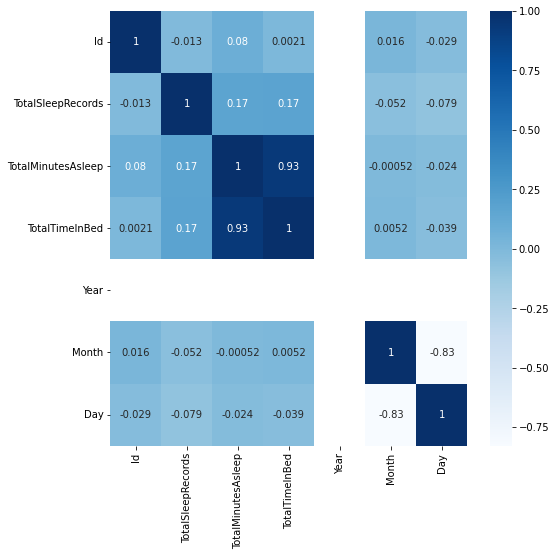 Id 1 -0.013 0.08 0.0021 0.016 -0.029
TotalSleepRecords -0.013 1 0.17 0.17 -0.052 -0.079
TotalMinutesAsleep 0.08 0.17 1 0.93 -0.00052 -0.024
TotalTimeInBed 0.0021 0.17 0.93 1 0.0052 -0.039
Year
Month 0.016 -0.052 -0.00052 0.0052 1 -0.83
Day -0.029 -0.079 -0.024 -0.039 -0.83 1
Id TotalSleepRecords TotalMinutesAsleep TotalTimeInBed Year Month Day
1.00
0.75
0.50
0.25
0.00
-0.25
-0.50
-0.75